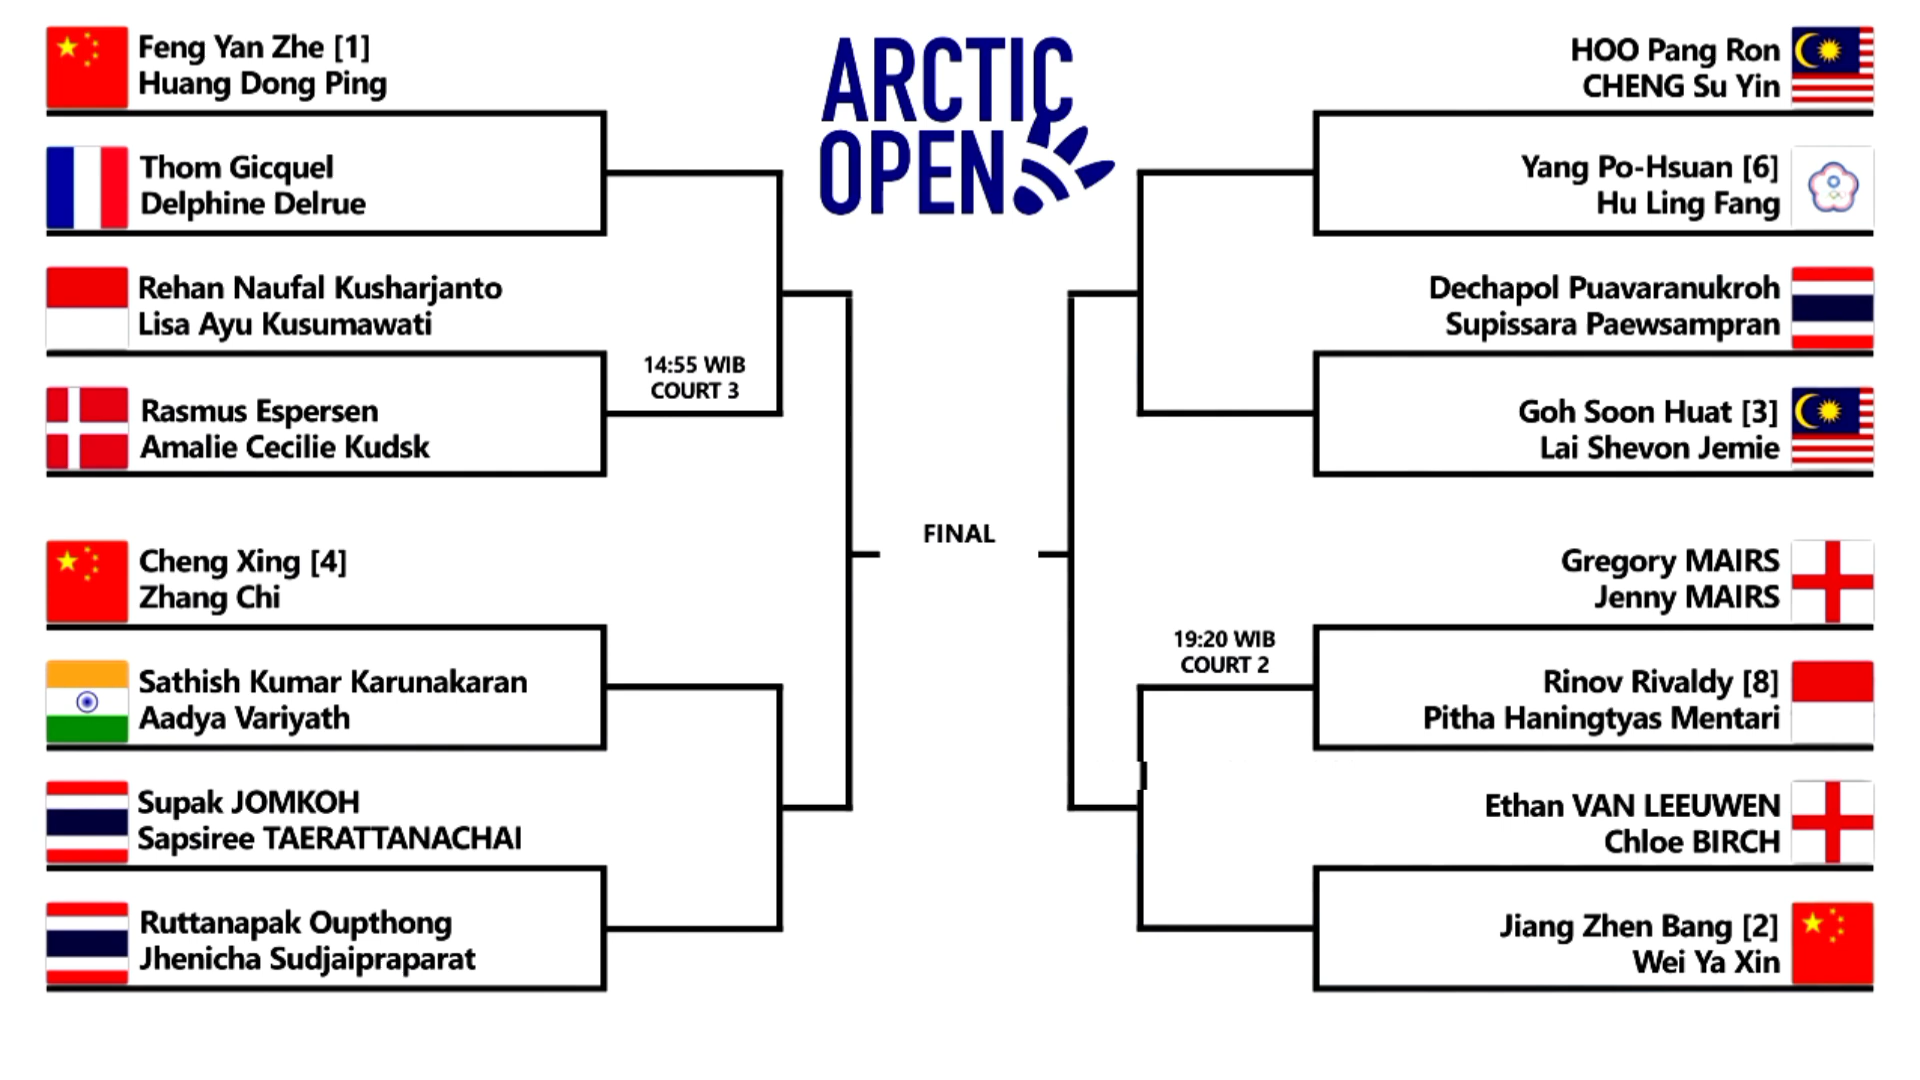 Feng Yan Zhe [1]
Huang Dong Ping
Thom Gicquel
Delphine Delrue
Rehan Naufal Kusharjanto
Lisa Ayu Kusumawati
14:55 WIB
COURT 3
Rasmus Espersen
Amalie Cecilie Kudsk
Cheng Xing [4]
Zhang Chi
Sathish Kumar Karunakaran
Aadya Variyath
Supak JOMKOH
Sapsiree TAERATTANACHAI
Ruttanapak Oupthong
Jhenicha Sudjaipraparat
ARCTIC
OPEN
FINAL
HOO Pang Ron
CHENG Su Yin
Yang Po-Hsuan [6]
Hu Ling Fang
Dechapol Puavaranukroh
Supissara Paewsampran
Goh Soon Huat [3]
Lai Shevon Jemie
Gregory MAIRS
Jenny MAIRS
19:20 WIB
COURT 2
Rinov Rivaldy [8]
Pitha Haningtyas Mentari
Ethan VAN LEEUWEN
Chloe BIRCH
Jiang Zhen Bang [2]
Wei Ya Xin